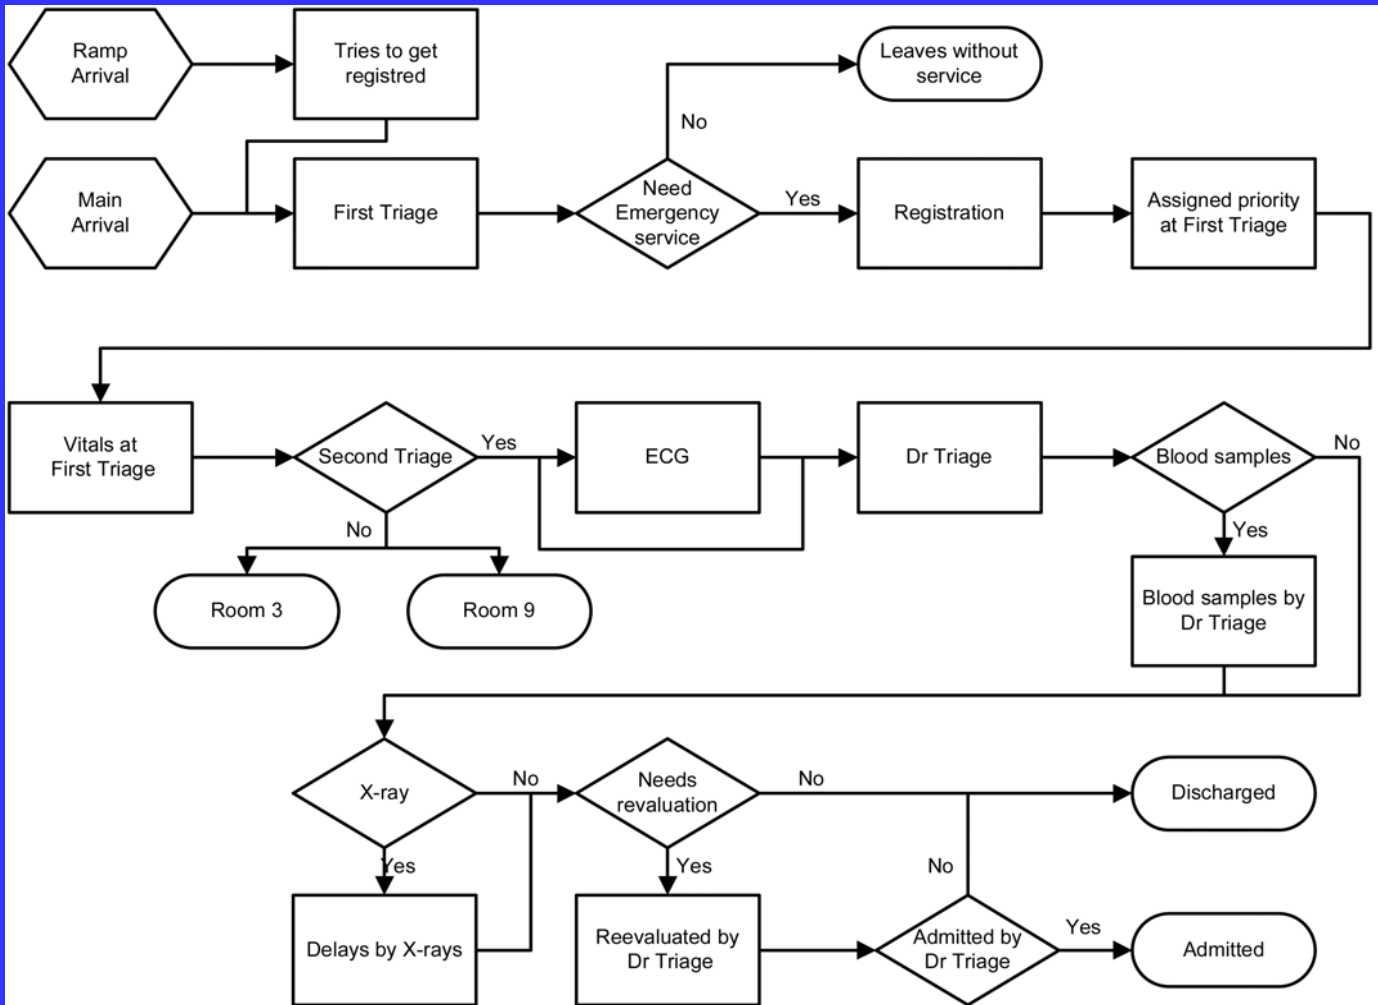 Ramp
Arrival
Tries to get
registred
Leaves without
service
No
Main
Arrival
First Triage
Need
Emergency
service
Yes
Registration
Assigned priority
at First Triage
Vitals at
First Triage
Second Triage
Yes
ECG
Dr Triage
Blood samples
No
No
Yes
Room 3
Room 9
Blood samples by
Dr Triage
X-ray
No
Needs
revaluation
No
Discharged
Yes
Yes
No
Delays by X-rays
Reevaluated by
Dr Triage
Admitted by
Dr Triage
Yes
Admitted